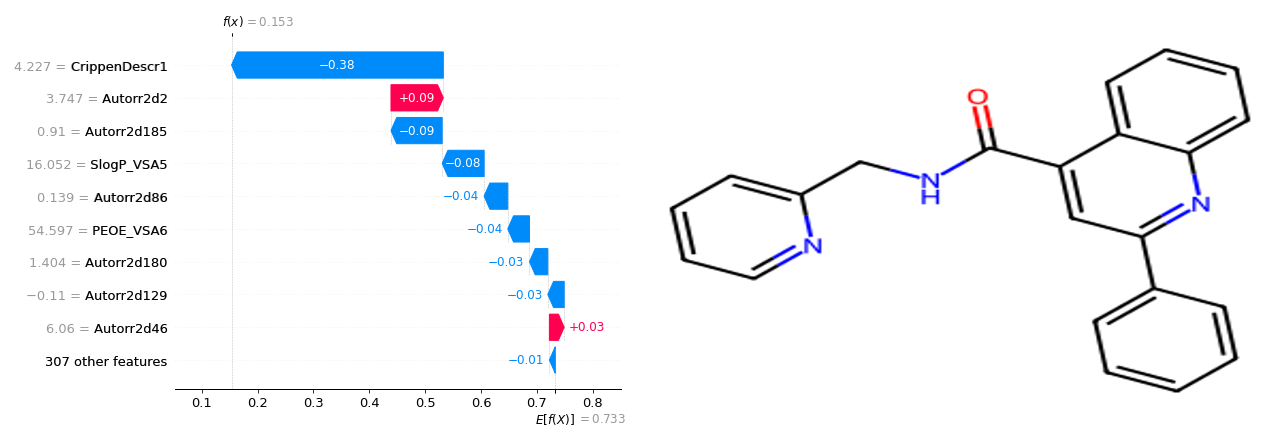 f(x) = 0.153
4.227 = CrippenDescr1
−0.38
3.747 = Autorr2d2
+0.09
0.91 = Autorr2d185
−0.09
16.052 = SlogP_VSA5
−0.08
0.139 = Autorr2d86
−0.04
54.597 = PEOE_VSA6
−0.04
1.404 = Autorr2d180
−0.03
−0.11 = Autorr2d129
−0.03
6.06 = Autorr2d46
+0.03
307 other features
−0.01
0.1 0.2 0.3 0.4 0.5 0.6 0.7 0.8
E[f(X)] = 0.733
O
N
H
N
N